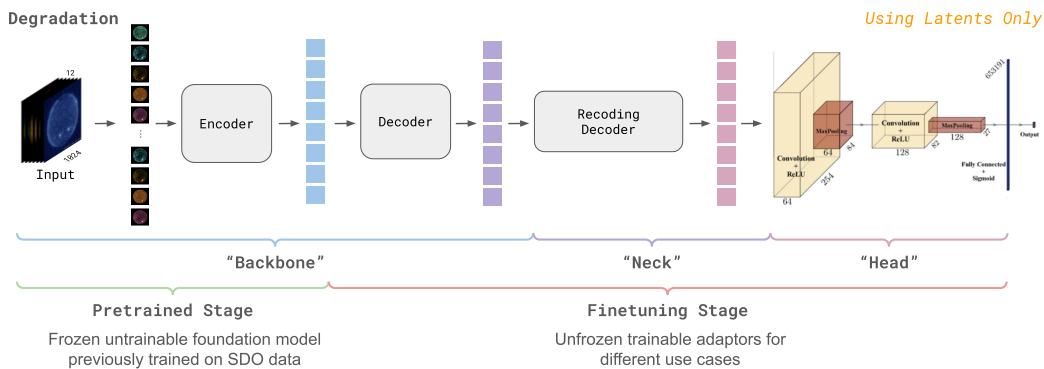 Degradation
Using Latents Only
12
1024
Input
Encoder
Decoder
Recoding
Decoder
Convolution
+
ReLU
64
254
MaxPooling
64
84
Convolution
+
ReLU
128
82
MaxPooling
128
27
653191
Fully Connected
+
Sigmoid
Output
“Backbone”
“Neck”
“Head”
Pretrained Stage
Finetuning Stage
Frozen untrainable foundation model
previously trained on SDO data
Unfrozen trainable adaptors for
different use cases